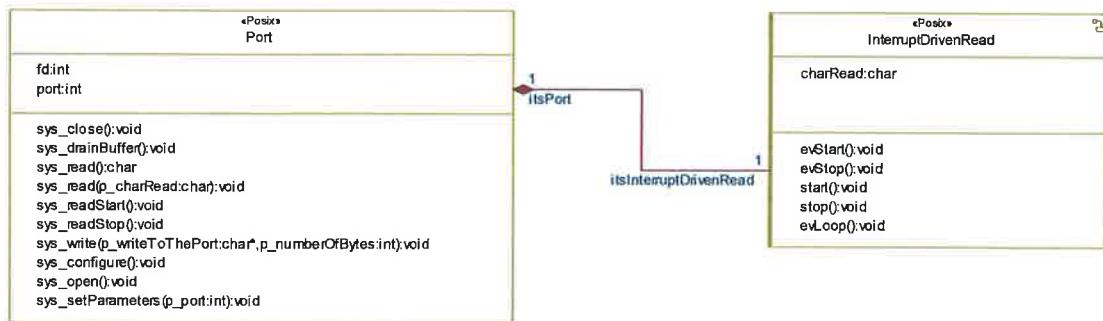 «Posix»
Port
fd:int
port:int
sys_close():void
sys_drainBuffer():void
sys_read():char
sys_read(p_charRead:char):void
sys_readStart():void
sys_readStop():void
sys_write(p_writeToThePort:char*,p_numberOfBytes:int):void
sys_configure():void
sys_open():void
sys_setParameters(p_port:int):void
1
itsPort
1
itsInterruptDrivenRead
«Posix»
InterruptDrivenRead
charRead:char
evStart():void
evStop():void
start():void
stop():void
evLoop():void